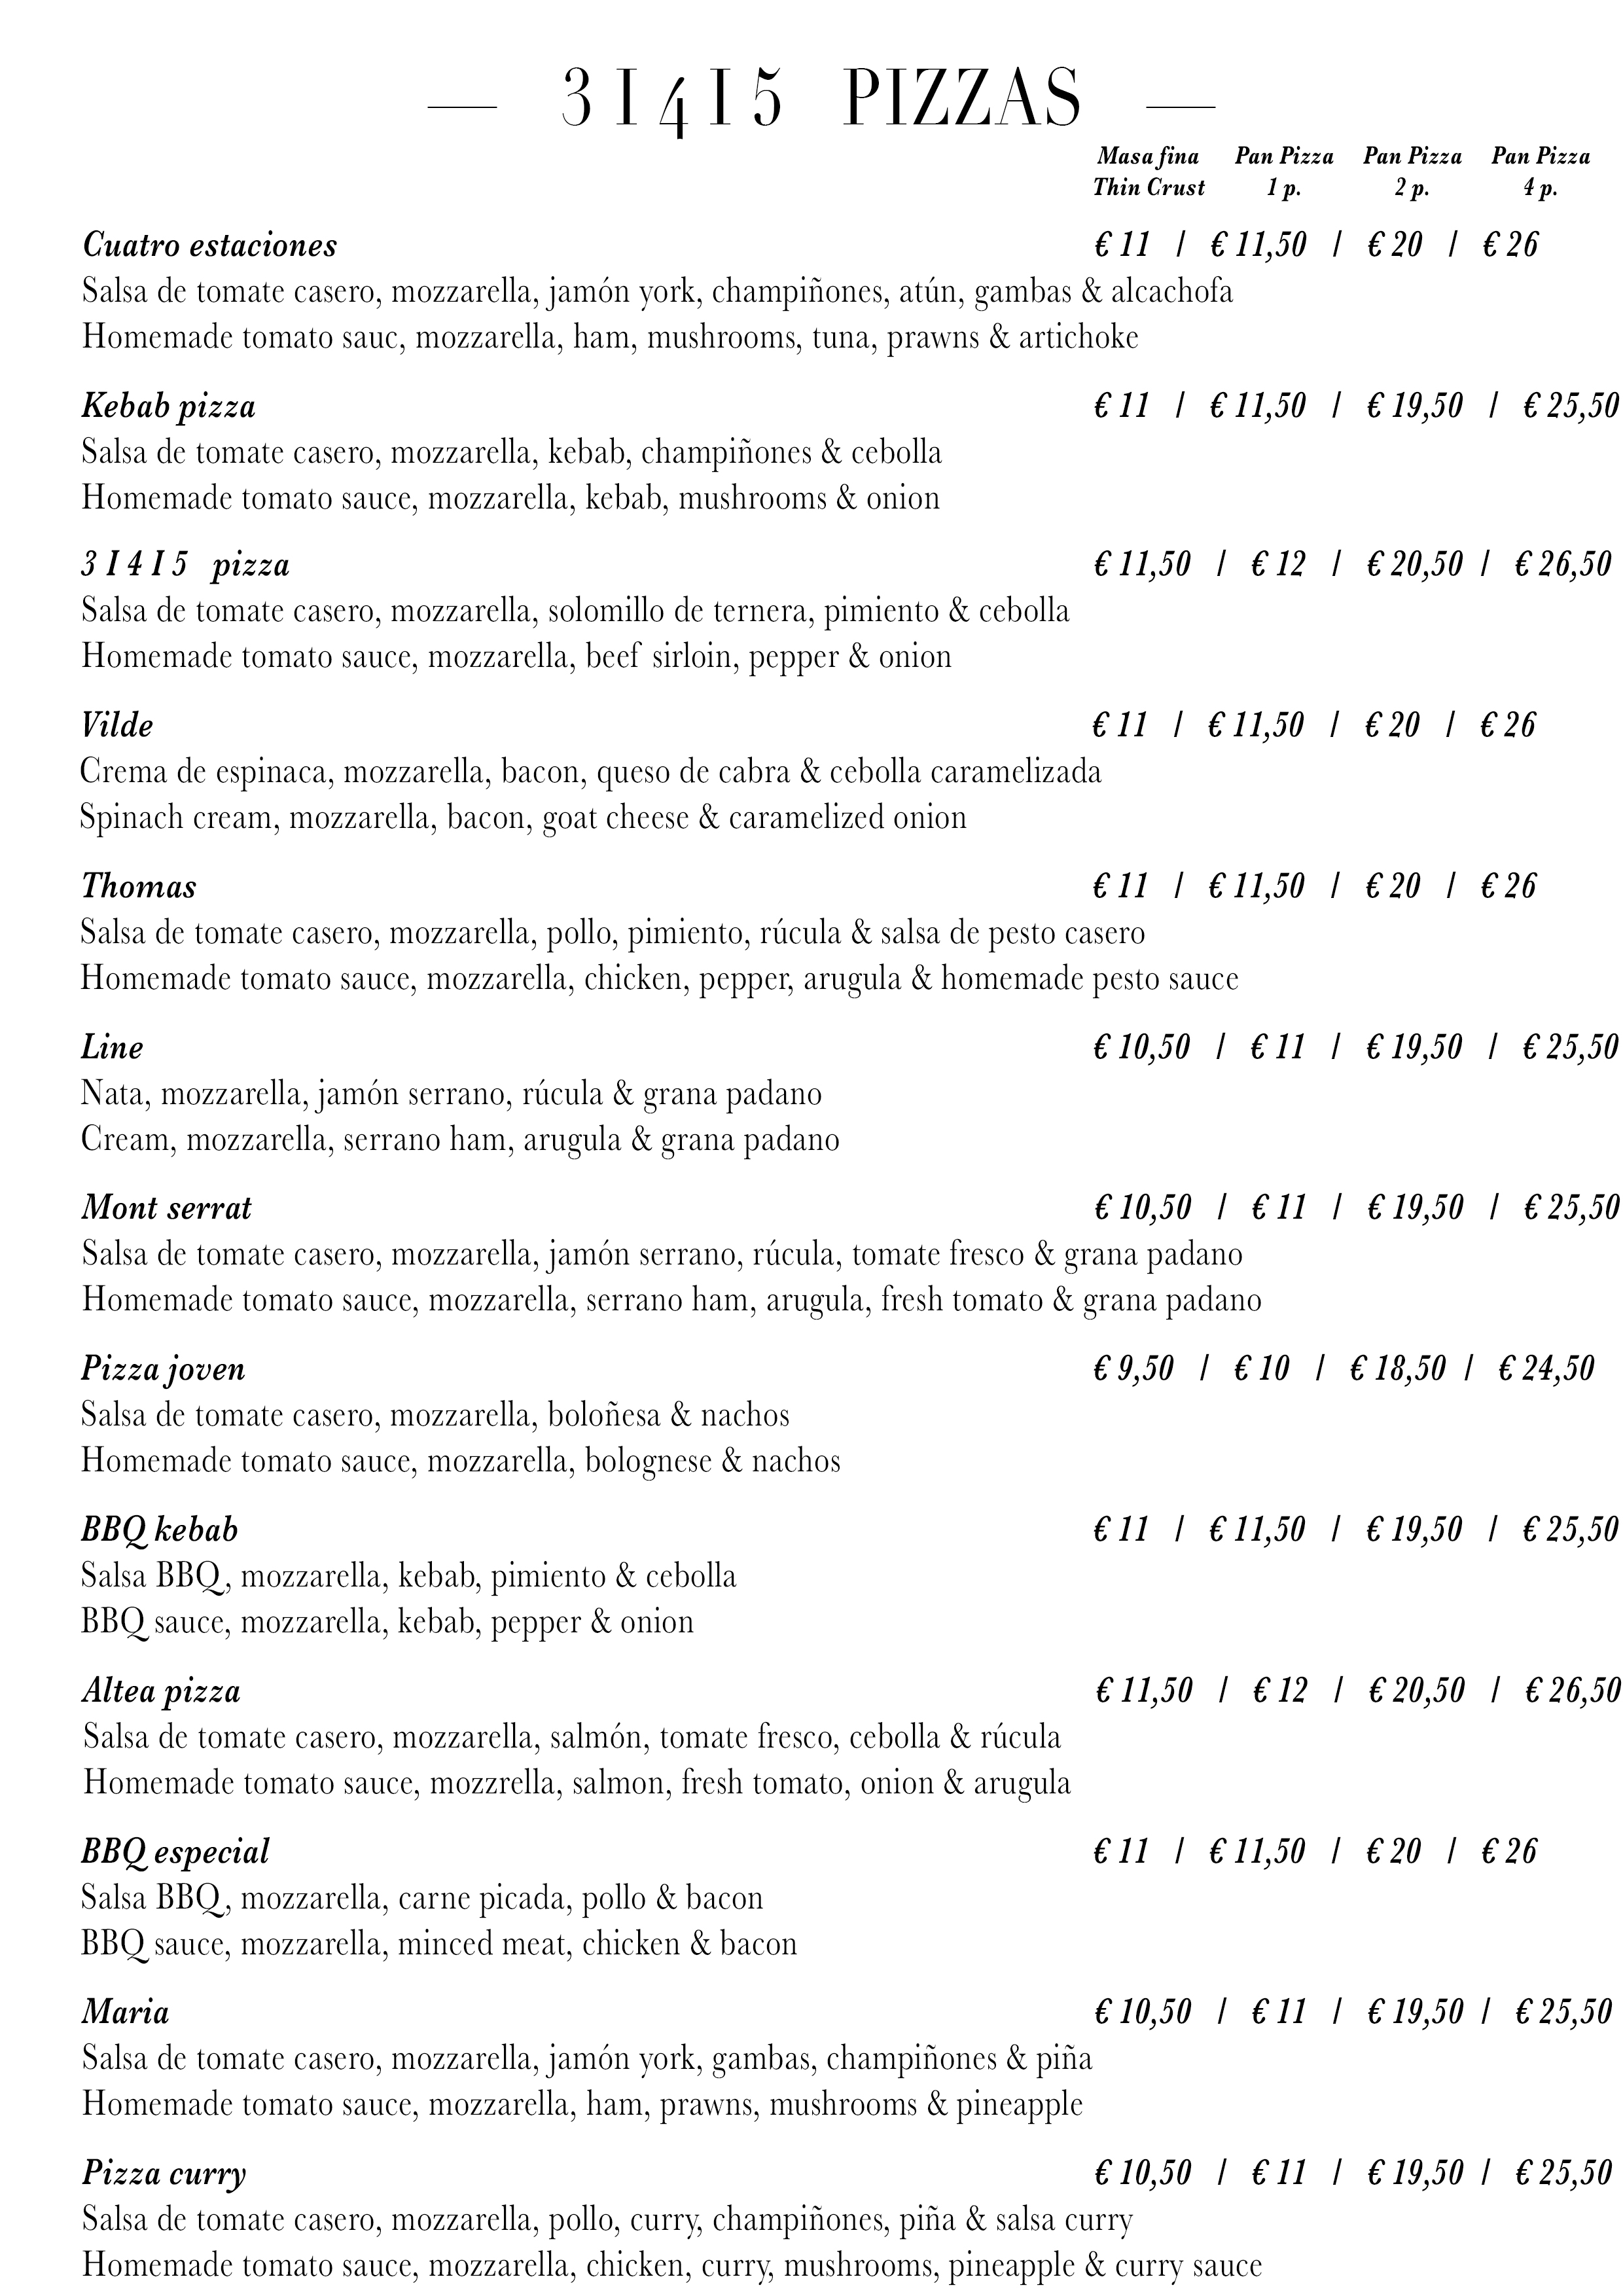 3 I 4 I 5 PIZZAS
Masa fina Pan Pizza Pan Pizza Pan Pizza
Thin Crust 1 p. 2 p. 4 p.
Cuatro estaciones € 11 / € 11,50 / € 20 / € 26
Salsa de tomate casero, mozzarella, jamón york, champiñones, atún, gambas & alcachofa
Homemade tomato sauc, mozzarella, ham, mushrooms, tuna, prawns & artichoke
Kebab pizza € 11 / € 11,50 / € 19,50 / € 25,50
Salsa de tomate casero, mozzarella, kebab, champiñones & cebolla
Homemade tomato sauce, mozzarella, kebab, mushrooms & onion
3 I 4 I 5 pizza € 11,50 / € 12 / € 20,50 / € 26,50
Salsa de tomate casero, mozzarella, solomillo de ternera, pimiento & cebolla
Homemade tomato sauce, mozzarella, beef sirloin, pepper & onion
Vilde € 11 / € 11,50 / € 20 / € 26
Crema de espinaca, mozzarella, bacon, queso de cabra & cebolla caramelizada
Spinach cream, mozzarella, bacon, goat cheese & caramelized onion
Thomas € 11 / € 11,50 / € 20 / € 26
Salsa de tomate casero, mozzarella, pollo, pimiento, rúcula & salsa de pesto casero
Homemade tomato sauce, mozzarella, chicken, pepper, arugula & homemade pesto sauce
Line € 10,50 / € 11 / € 19,50 / € 25,50
Nata, mozzarella, jamón serrano, rúcula & grana padano
Cream, mozzarella, serrano ham, arugula & grana padano
Mont serrat € 10,50 / € 11 / € 19,50 / € 25,50
Salsa de tomate casero, mozzarella, jamón serrano, rúcula, tomate fresco & grana padano
Homemade tomato sauce, mozzarella, serrano ham, arugula, fresh tomato & grana padano
Pizza joven € 9,50 / € 10 / € 18,50 / € 24,50
Salsa de tomate casero, mozzarella, boloñesa & nachos
Homemade tomato sauce, mozzarella, bolognese & nachos
BBQ kebab € 11 / € 11,50 / € 19,50 / € 25,50
Salsa BBQ, mozzarella, kebab, pimiento & cebolla
BBQ sauce, mozzarella, kebab, pepper & onion
Altea pizza € 11,50 / € 12 / € 20,50 / € 26,50
Salsa de tomate casero, mozzarella, salmón, tomate fresco, cebolla & rúcula
Homemade tomato sauce, mozzrella, salmon, fresh tomato, onion & arugula
BBQ especial € 11 / € 11,50 / € 20 / € 26
Salsa BBQ, mozzarella, carne picada, pollo & bacon
BBQ sauce, mozzarella, minced meat, chicken & bacon
Maria € 10,50 / € 11 / € 19,50 / € 25,50
Salsa de tomate casero, mozzarella, jamón york, gambas, champiñones & piña
Homemade tomato sauce, mozzarella, ham, prawns, mushrooms & pineapple
Pizza curry € 10,50 / € 11 / € 19,50 / € 25,50
Salsa de tomate casero, mozzarella, pollo, curry, champiñones, piña & salsa curry
Homemade tomato sauce, mozzarella, chicken, curry, mushrooms, pineapple & curry sauce